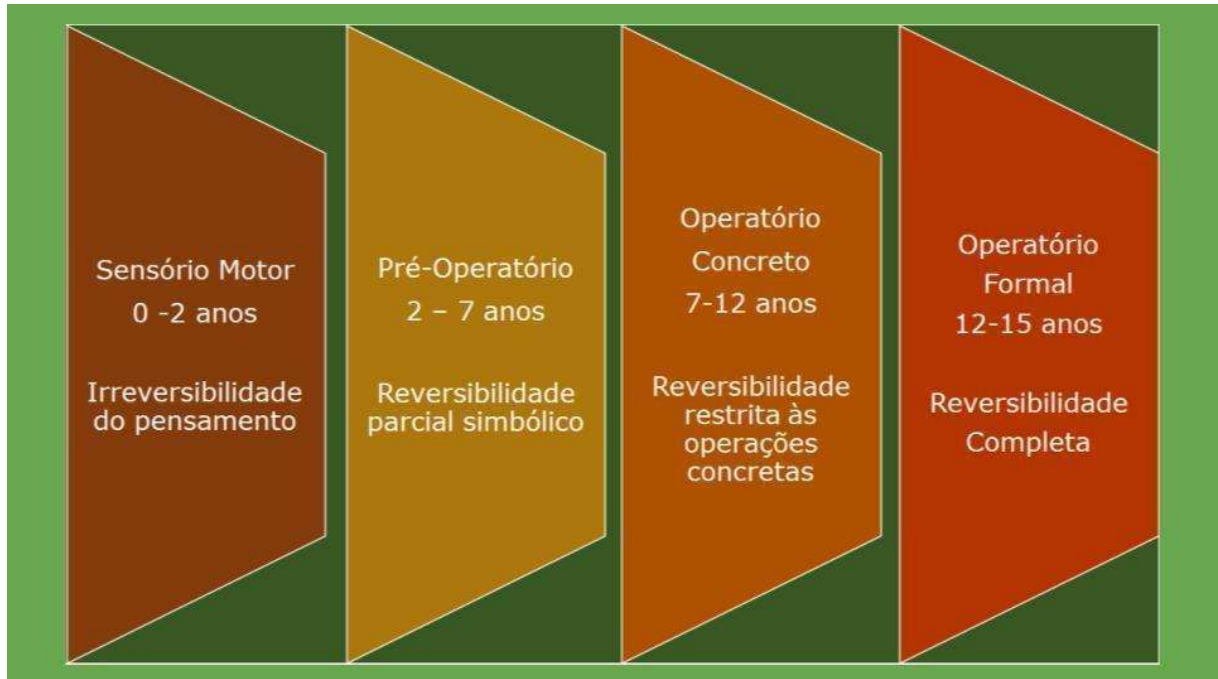 Sensório Motor
0 -2 anos
Irreversibilidade
do pensamento
Pré-Operatório
2 – 7 anos
Reversibilidade
parcial simbólico
Operatório
Concreto
7-12 anos
Reversibilidade
restrita às
operações
concretas
Operatório
Formal
12-15 anos
Reversibilidade
Completa